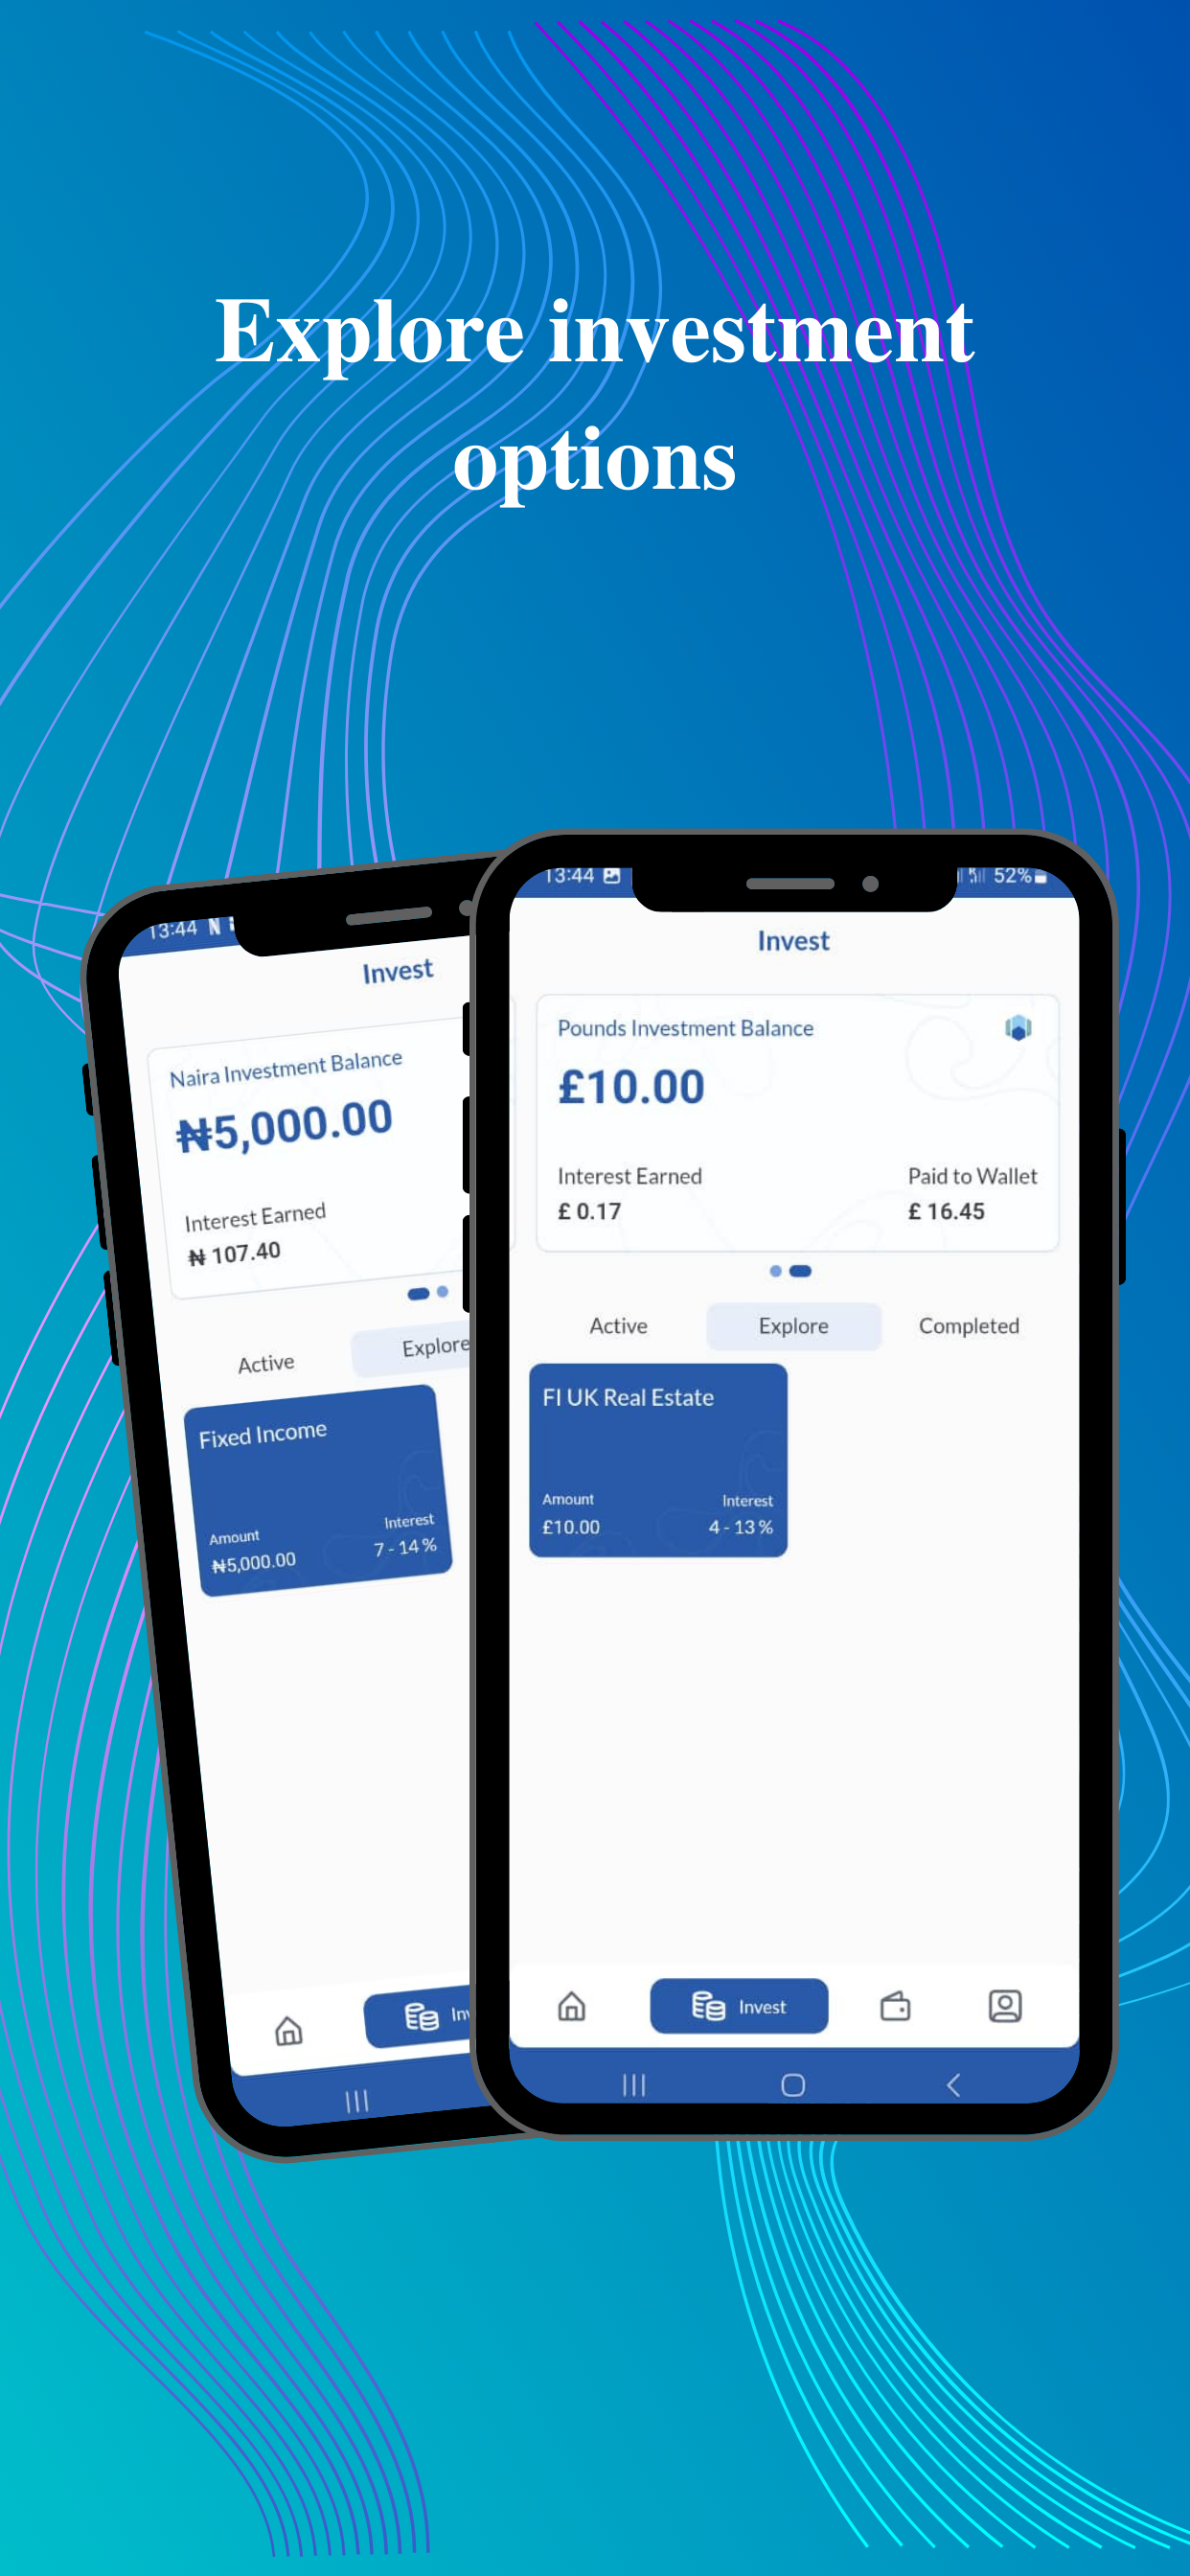 Explore investment
options
13:44
Invest
Naira Investment Balance
₦5,000.00
Interest Earned
₦ 107.40
Active
Explore
Fixed Income
Amount
Interest
₦5,000.00
7 - 14 %
13:44
52%
Invest
Pounds Investment Balance
£10.00
Interest Earned
Paid to Wallet
£ 0.17
£ 16.45
Active
Explore
Completed
FI UK Real Estate
Amount
Interest
£10.00
4 - 13 %
Invest